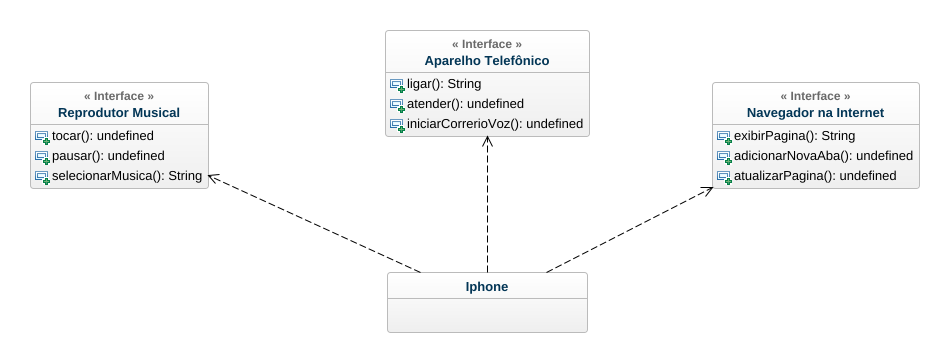 « Interface »
Reprodutor Musical
tocar(): undefined
pausar(): undefined
selecionarMusica(): String
« Interface »
Aparelho Telefônico
ligar(): String
atender(): undefined
iniciarCorrerioVoz(): undefined
« Interface »
Navegador na Internet
exibirPagina(): String
adicionarNovaAba(): undefined
atualizarPagina(): undefined
Iphone